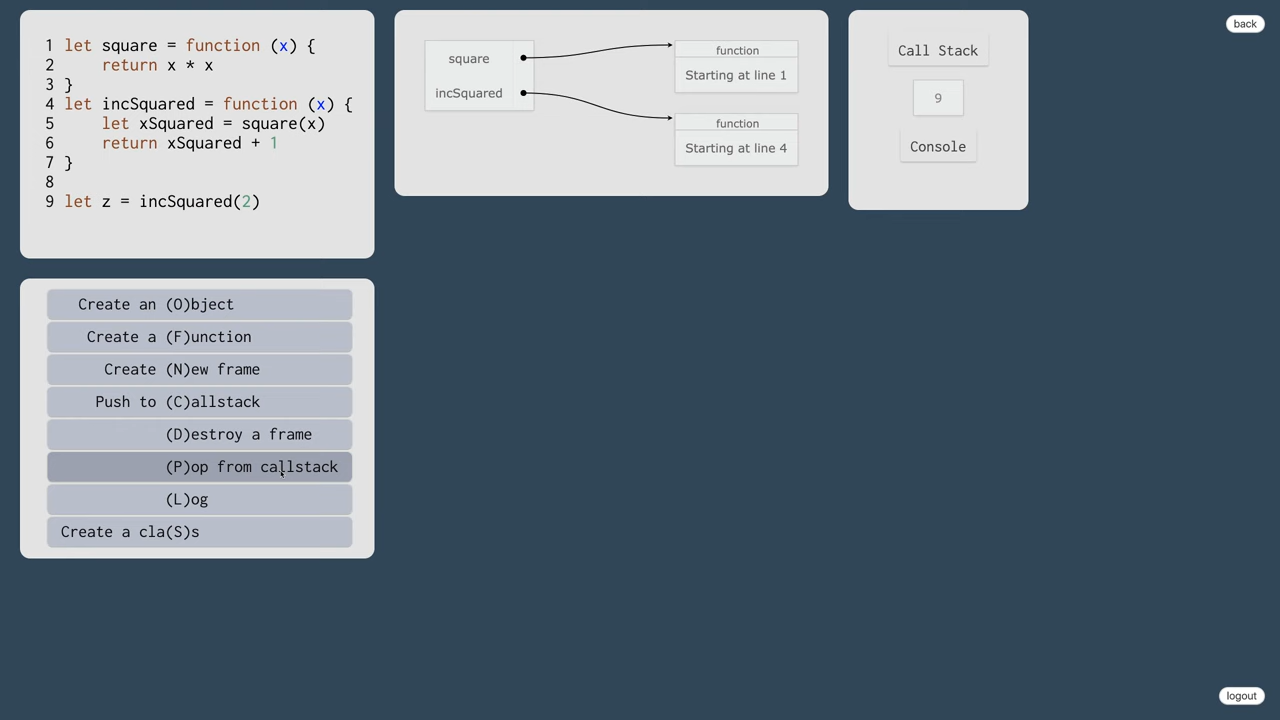 1 let square = function (x) {
2     return x * x
3 }
4 let incSquared = function (x) {
5     let xSquared = square(x)
6     return xSquared + 1
7 }
8
9 let z = incSquared(2)
Create an (O)bject
Create a (F)unction
Create (N)ew frame
Push to (C)allstack
(D)estroy a frame
(P)op from callstack
(L)og
Create a cla(S)s
square
incSquared
function
Starting at line 1
function
Starting at line 4
Call Stack
9
Console
back
logout